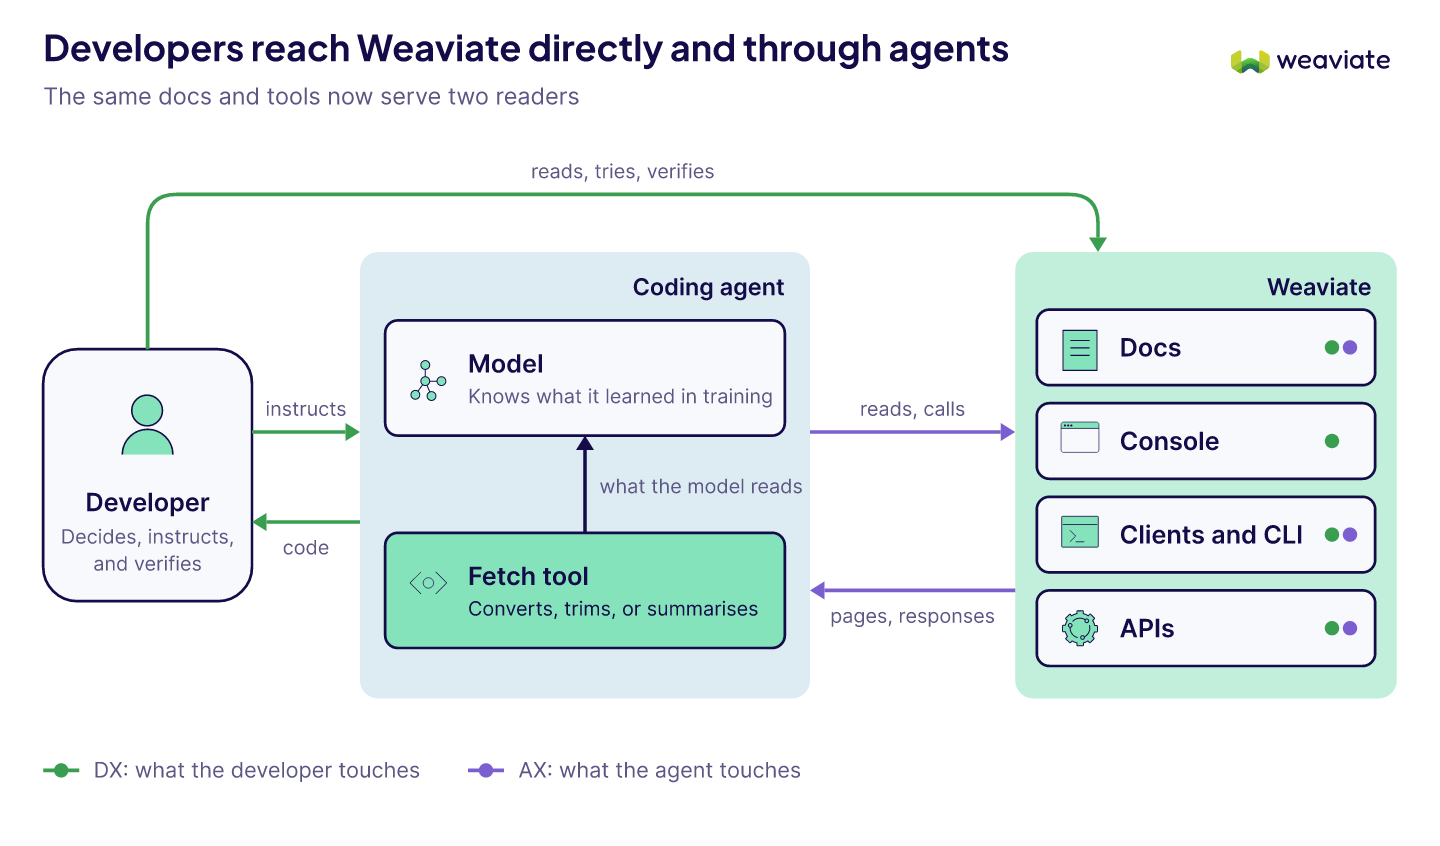 Developers reach Weaviate directly and through agents
weaviate
The same docs and tools now serve two readers
reads, tries, verifies
Coding agent
Weaviate
Model
Knows what it learned in training
Docs
instructs
reads, calls
Console
what the model reads
Developer
Decides, instructs,
and verifies
code
Clients and CLI
Fetch tool
Converts, trims, or summarises
pages, responses
APIs
DX: what the developer touches
AX: what the agent touches